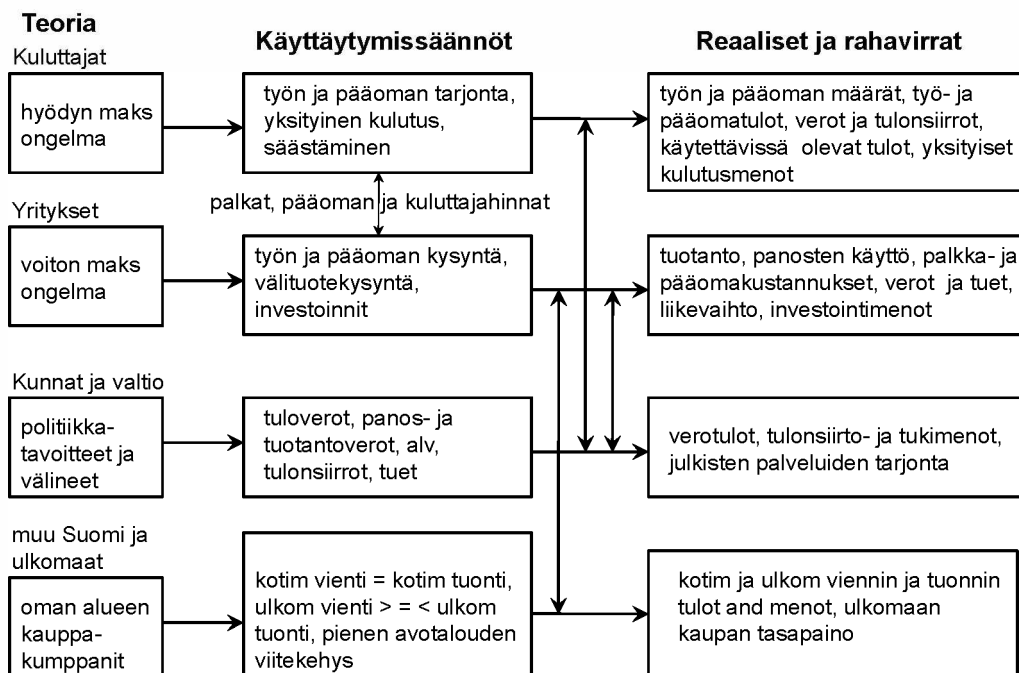 Teoria
Käyttäytymissäännöt
Reaaliset ja rahavirrat
Kuluttajat
hyödyn maks
ongelma
työn ja pääoman tarjonta,
yksityinen kulutus,
säästäminen
työn ja pääoman määrät, työ- ja
pääomatulot, verot ja tulonsiirrot,
käytettävissä olevat tulot, yksityiset
kulutusmenot
palkat, pääoman ja kuluttajahinnat
Yritykset
voiton maks
ongelma
työn ja pääoman kysyntä,
välituotekysyntä,
investoinnit
tuotanto, panosten käyttö, palkka- ja
pääomakustannukset, verot ja tuet,
liikevaihto, investointimenot
Kunnat ja valtio
politiikka-
tavoitteet ja
välineet
tuloverot, panos- ja
tuotantoverot, alv,
tulonsiirrot, tuet
verotulot, tulonsiirto- ja tukimenot,
julkisten palveluiden tarjonta
muu Suomi ja
ulkomaat
oman alueen
kauppa-
kumppanit
kotim vienti = kotim tuonti,
ulkom vienti > = < ulkom
tuonti, pienen avotalouden
viitekehys
kotim ja ulkom viennin ja tuonnin
tulot and menot, ulkomaan
kaupan tasapaino